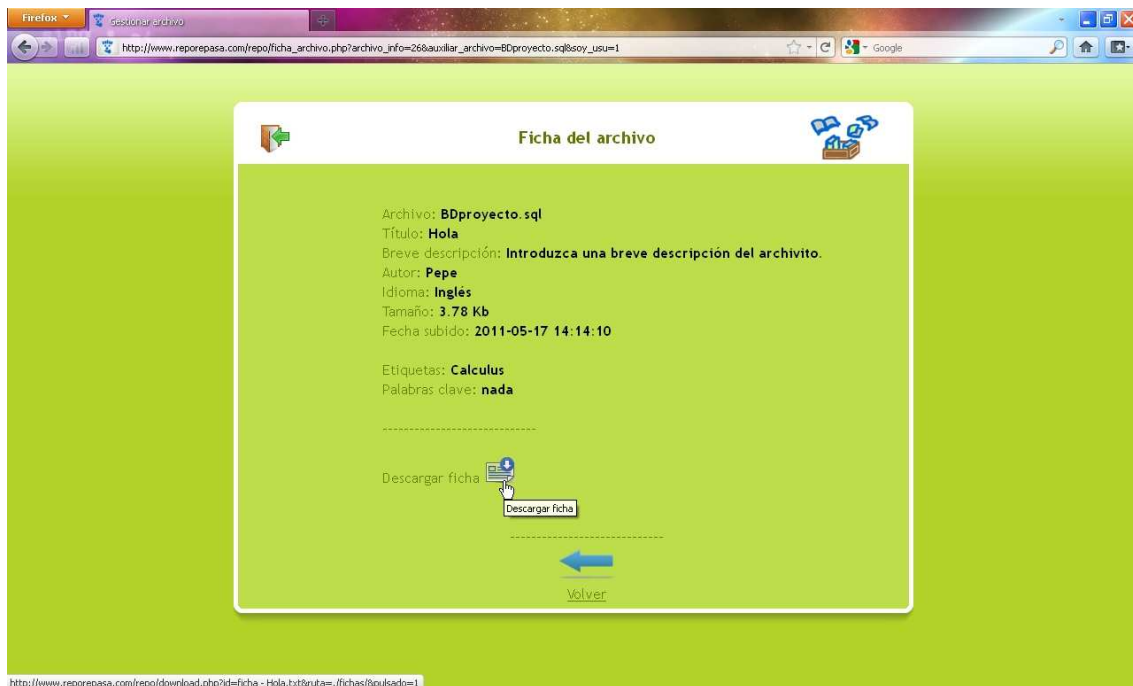 Firefox
Gestionar archivo
http://www.reporepasa.com/repo/ficha_archivo.php?archivo_info=26&auxiliar_archivo=BDproyecto.sql&soy_usu=1
Google
Ficha del archivo
Archivo: BDproyecto.sql
Título: Hola
Breve descripción: Introduzca una breve descripción del archivito.
Autor: Pepe
Idioma: Inglés
Tamaño: 3.78 Kb
Fecha subido: 2011-05-17 14:14:10
Etiquetas: Calculus
Palabras clave: nada
-----------------------------
Descargar ficha
Descargar ficha
-----------------------------
Volver
http://www.reporepasa.com/repo/download.php?id=ficha - Hola.txt&ruta=./fichas/&pulsado=1